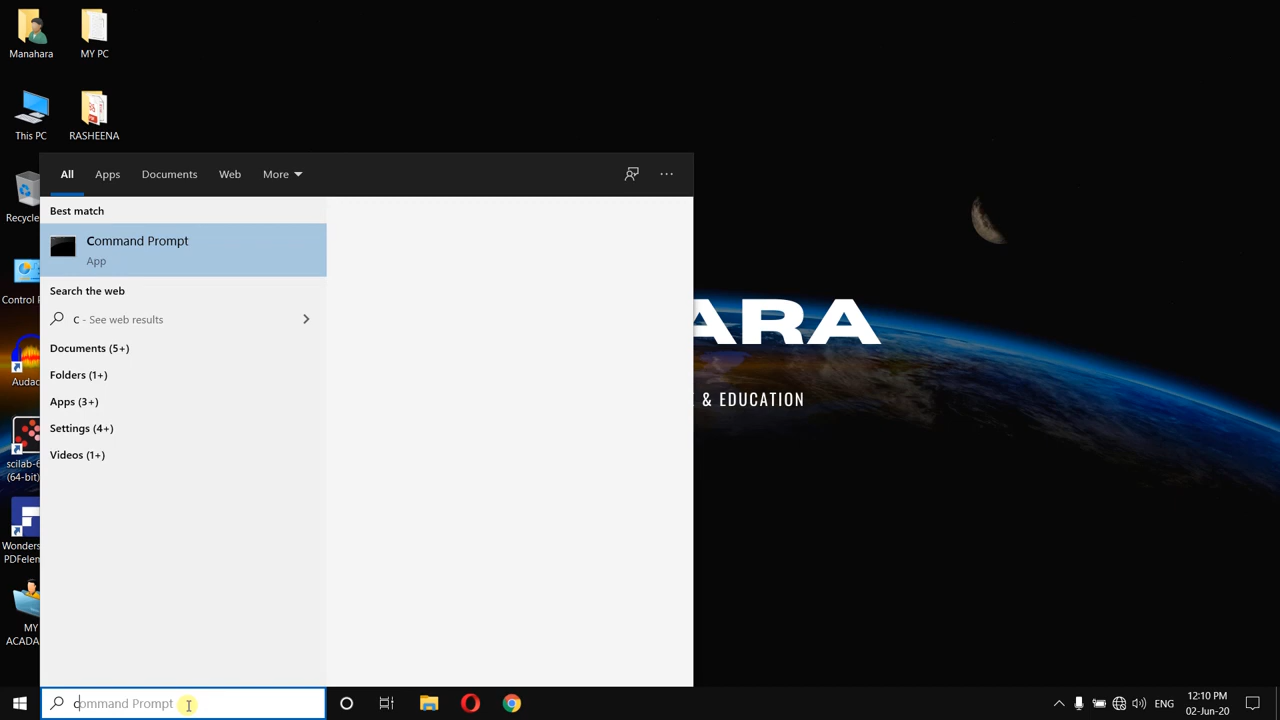 Manahara
MY PC
This PC
RASHEENA
All
Apps
Documents
Web
More
Best match
Command Prompt
App
Search the web
c - See web results
Documents (5+)
Folders (1+)
Apps (3+)
Settings (4+)
Videos (1+)
Recycle
Control P
Audac
scilab-6
(64-bit)
Wonders
PDFelem
MY
ACADA
ARA
& EDUCATION
command Prompt
ENG
12:10 PM
02-Jun-20